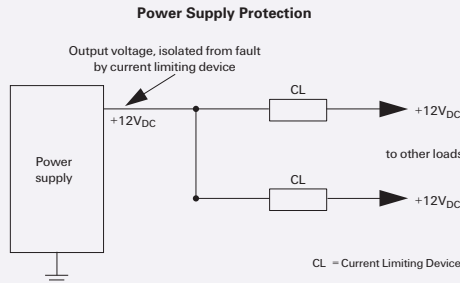 Power Supply Protection
Output voltage, isolated from fault
by current limiting device
CL
+12VDC
+12VDC
to other loads
Power
supply
CL
+12VDC
CL = Current Limiting Device